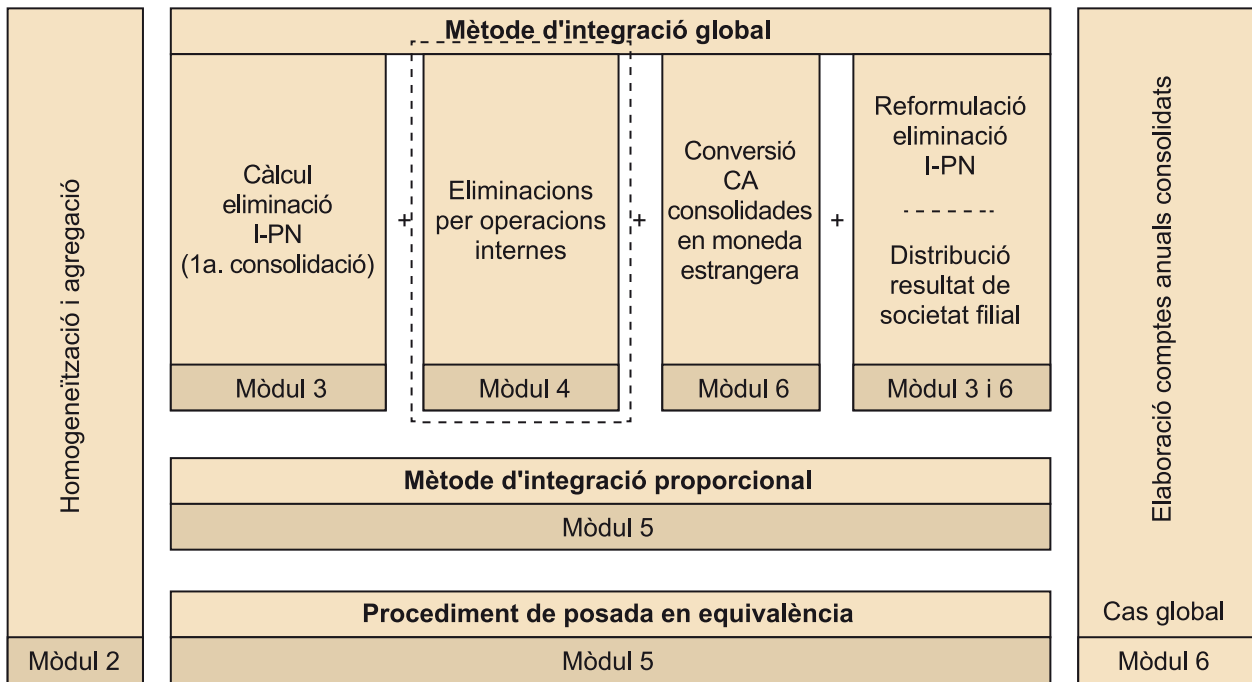 Homogeneïtzació i agregació
Mòdul 2
Mètode d'integració global
Càlcul
eliminació
I-PN
(1a. consolidació)
Mòdul 3
+
Eliminacions
per operacions
internes
Mòdul 4
+
Conversió
CA
consolidades
en moneda
estrangera
Mòdul 6
+
Reformulació
eliminació
I-PN
Distribució
resultat de
societat filial
Mòdul 3 i 6
Mètode d'integració proporcional
Mòdul 5
Procediment de posada en equivalència
Mòdul 5
Elaboració comptes anuals consolidats
Cas global
Mòdul 6